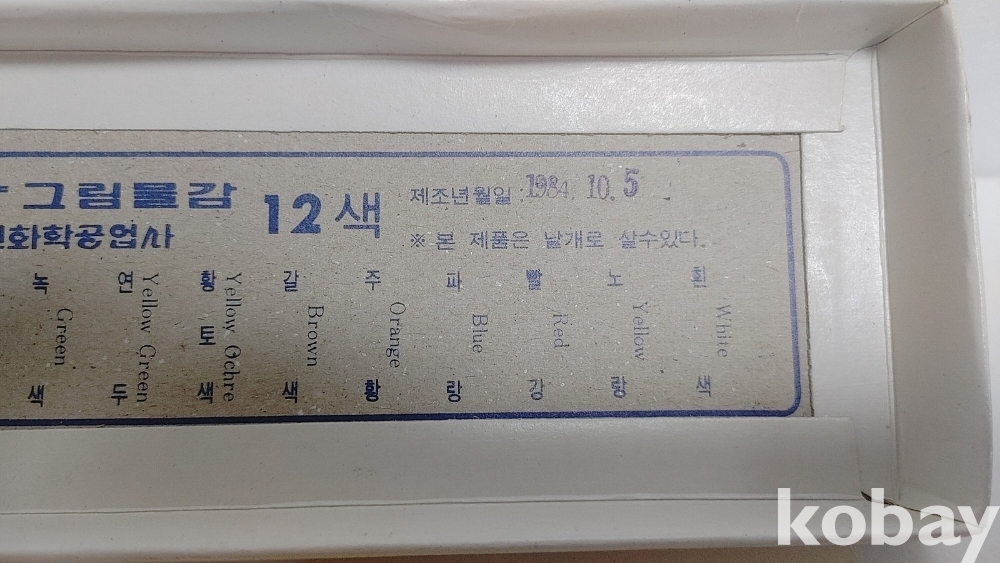 그림물감 12색
제조년월일 1984. 10. 5
화학공업사
※ 본 제품은 낱개로 살수있다.
녹색 Green
연두 Yellow Green
황토색 Yellow Ochre
갈색 Brown
주황 Orange
파랑 Blue
빨강 Red
노랑 Yellow
흰색 White
kobay